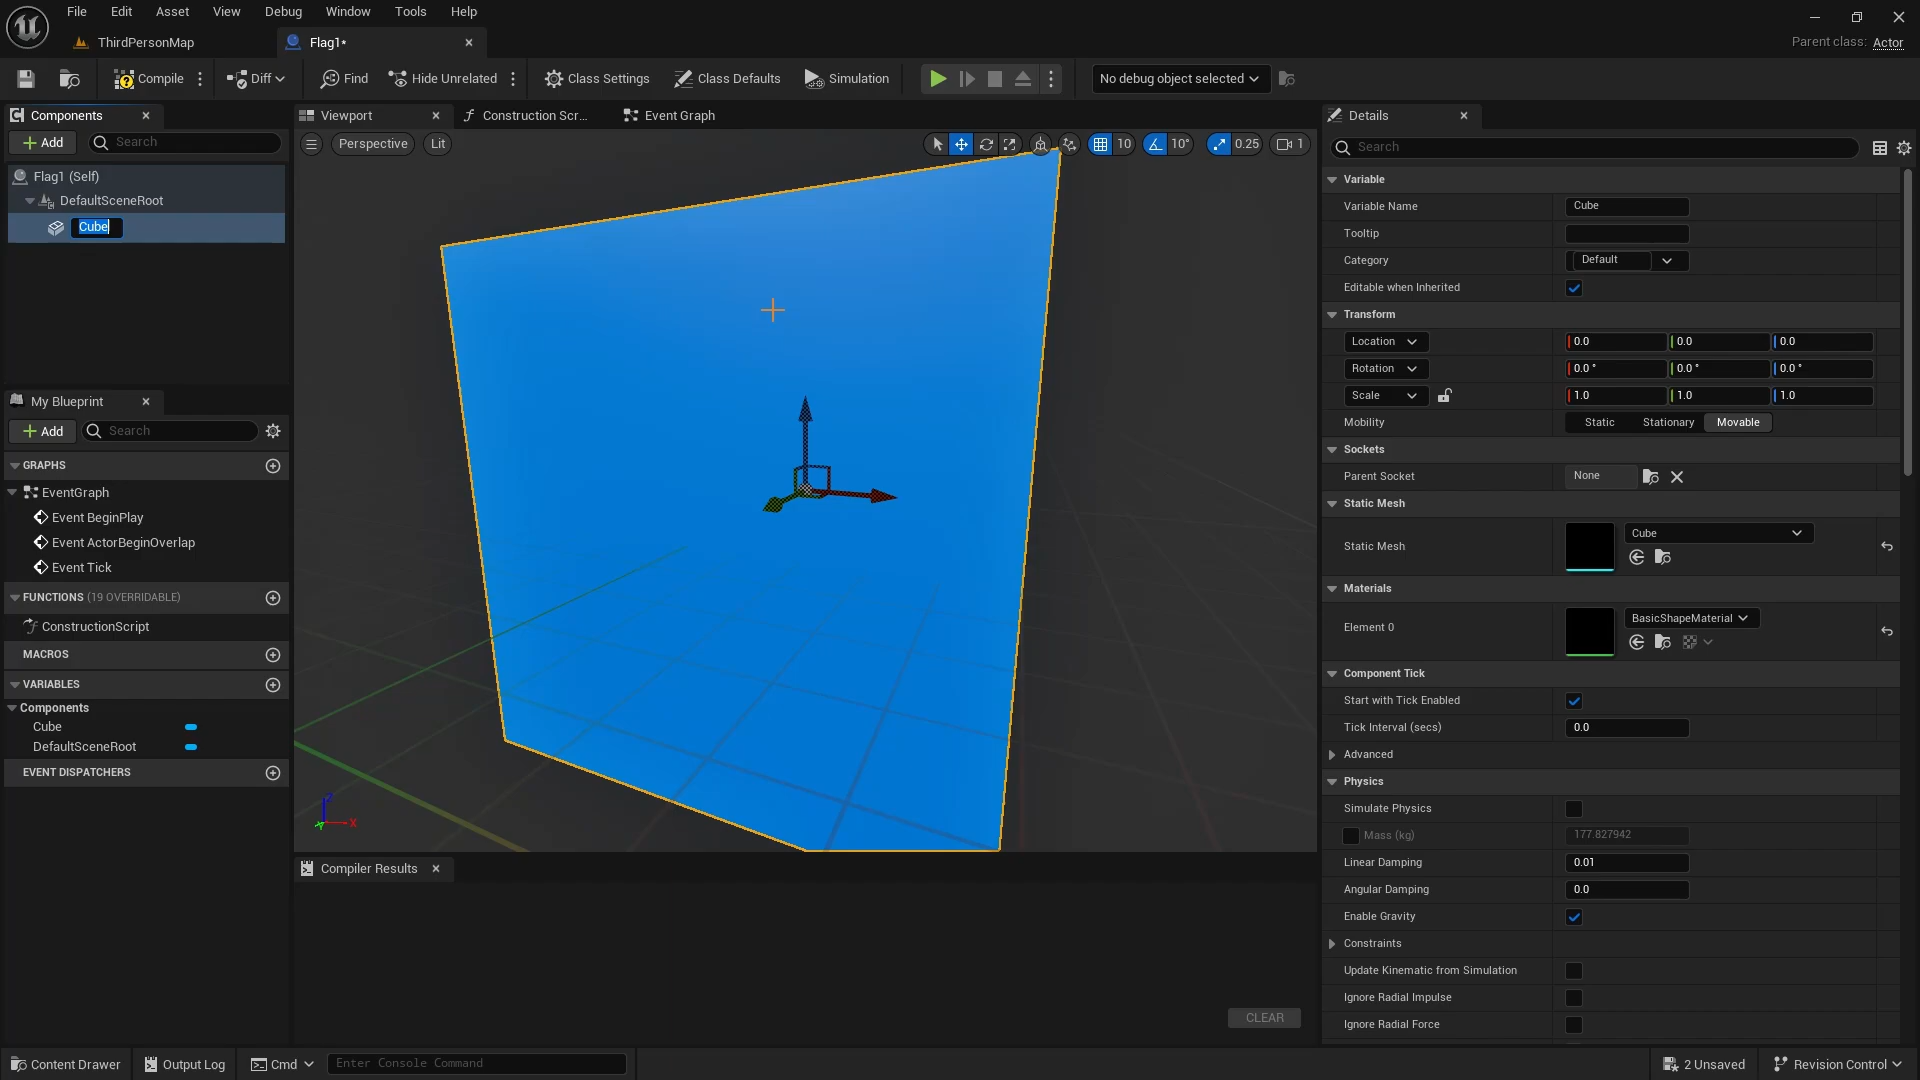 File Edit Asset View Debug Window Tools Help
ThirdPersonMap
Flag1*
Parent class: Actor
Compile
Diff
Find
Hide Unrelated
Class Settings
Class Defaults
Simulation
No debug object selected
Components
Add
Search
Flag1 (Self)
DefaultSceneRoot
Cube
My Blueprint
Add
Search
GRAPHS
EventGraph
Event BeginPlay
Event ActorBeginOverlap
Event Tick
FUNCTIONS (19 OVERRIDABLE)
ConstructionScript
MACROS
VARIABLES
Components
Cube
DefaultSceneRoot
EVENT DISPATCHERS
Viewport
Construction Scr...
Event Graph
Perspective
Lit
10
10°
0.25
1
Z
X
Y
Compiler Results
CLEAR
Details
Search
Variable
Variable Name Cube
Tooltip
Category Default
Editable when Inherited
Transform
Location 0.0 0.0 0.0
Rotation 0.0 ° 0.0 ° 0.0 °
Scale 1.0 1.0 1.0
Mobility Static Stationary Movable
Sockets
Parent Socket None
Static Mesh
Static Mesh Cube
Materials
Element 0 BasicShapeMaterial
Component Tick
Start with Tick Enabled
Tick Interval (secs) 0.0
Advanced
Physics
Simulate Physics
Mass (kg) 177.827942
Linear Damping 0.01
Angular Damping 0.0
Enable Gravity
Constraints
Update Kinematic from Simulation
Ignore Radial Impulse
Ignore Radial Force
Content Drawer
Output Log
Cmd
Enter Console Command
2 Unsaved
Revision Control